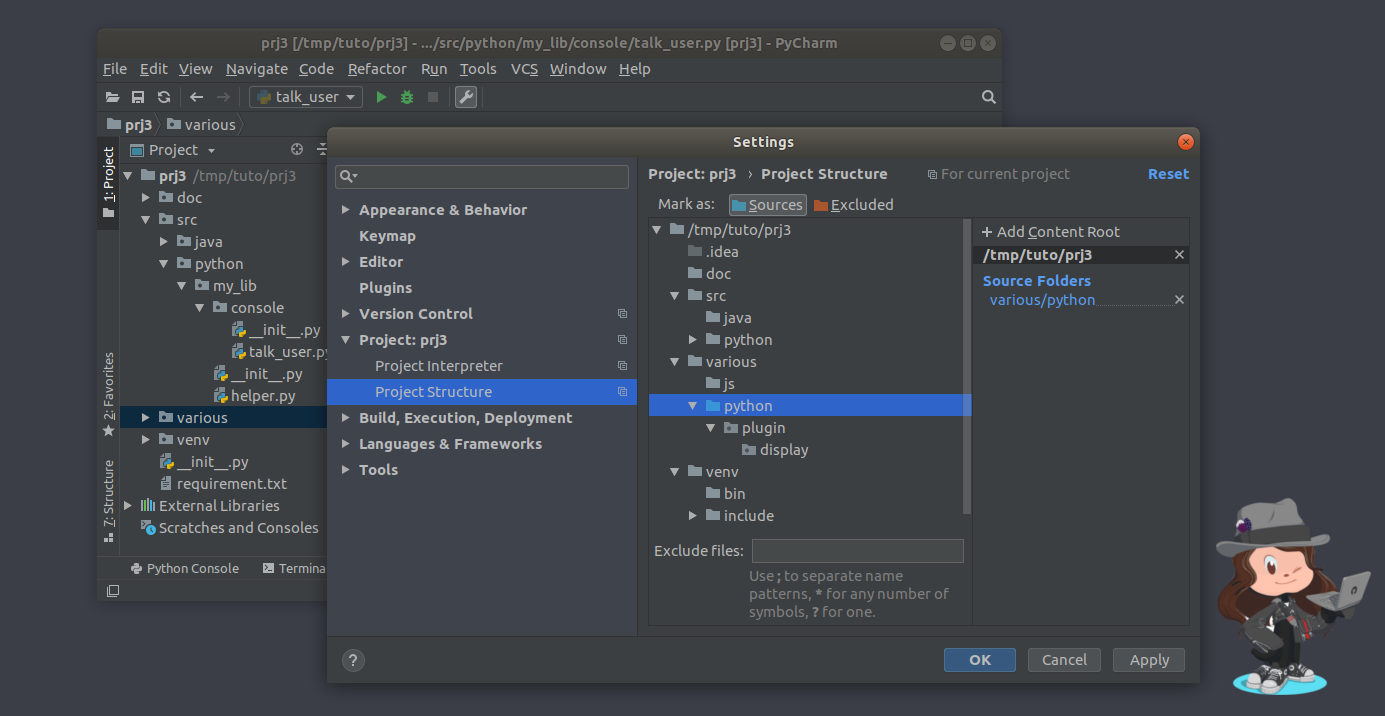 prj3 [/tmp/tuto/prj3] - .../src/python/my_lib/console/talk_user.py [prj3] - PyCharm
File Edit View Navigate Code Refactor Run Tools VCS Window Help
talk_user
prj3 various
1: Project
2: Favorites
7: Structure
Project
prj3 /tmp/tuto/prj3
doc
src
java
python
my_lib
console
__init__.py
talk_user.py
__init__.py
helper.py
various
venv
__init__.py
requirement.txt
External Libraries
Scratches and Consoles
Python Console Termina
Settings
Appearance & Behavior
Keymap
Editor
Plugins
Version Control
Project: prj3
Project Interpreter
Project Structure
Build, Execution, Deployment
Languages & Frameworks
Tools
Project: prj3 › Project Structure For current project Reset
Mark as: Sources Excluded
/tmp/tuto/prj3
.idea
doc
src
java
python
various
js
python
plugin
display
venv
bin
include
+ Add Content Root
/tmp/tuto/prj3
Source Folders
various/python
Exclude files:
Use ; to separate name
patterns, * for any number of
symbols, ? for one.
? OK Cancel Apply